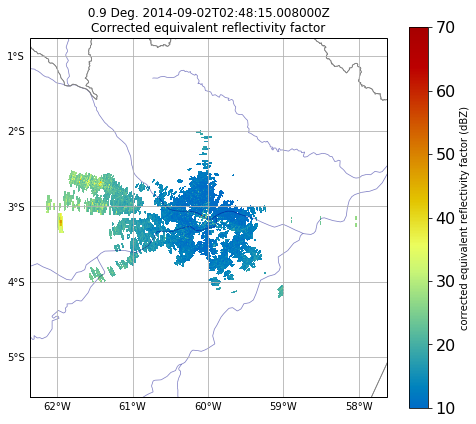 0.9 Deg. 2014-09-02T02:48:15.008000Z
Corrected equivalent reflectivity factor
1°S
2°S
3°S
4°S
5°S
62°W
61°W
60°W
59°W
58°W
70
60
50
40
30
20
10
corrected equivalent reflectivity factor (dBZ)